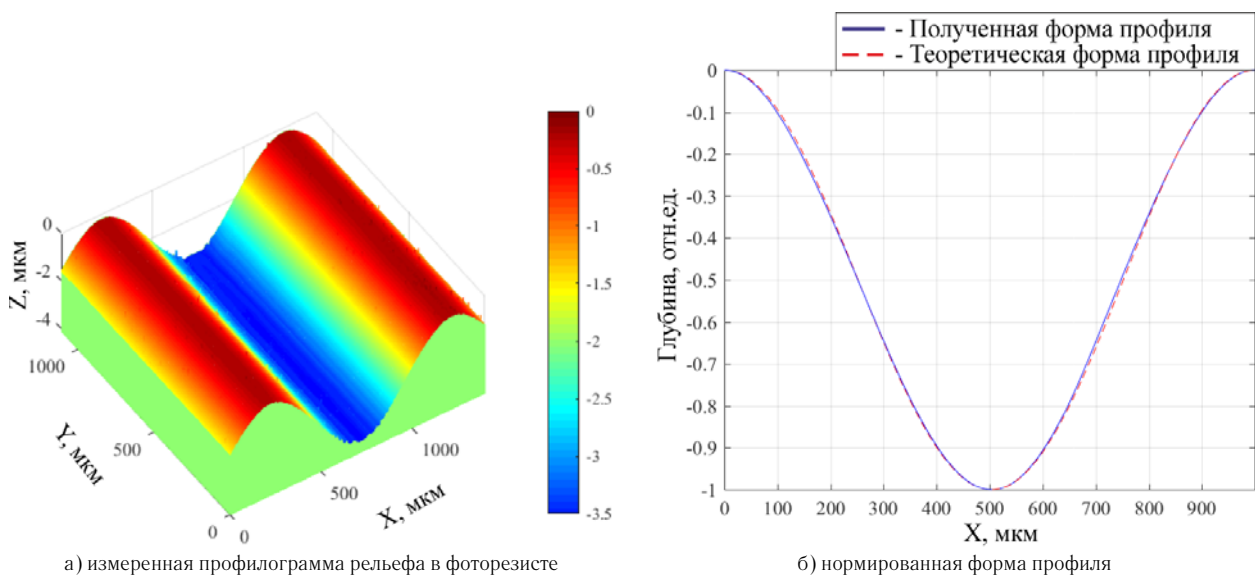 - Полученная форма профиля
- Теоретическая форма профиля
0
-0.5
-1
-1.5
-2
-2.5
-3
-3.5
0
-2
-4
Z, мкм
1000
500
0
Y, мкм
0
500
1000
X, мкм
а) измеренная профилограмма рельефа в фоторезисте
0
-0.1
-0.2
-0.3
-0.4
-0.5
-0.6
-0.7
-0.8
-0.9
-1
Глубина, отн.ед.
0 100 200 300 400 500 600 700 800 900
X, мкм
б) нормированная форма профиля